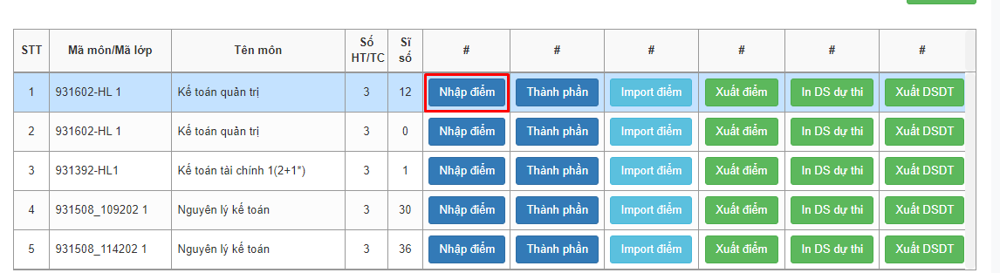 STT Mã môn/Mã lớp Tên môn Số HT/TC Sĩ số # # # # # #
1 931602-HL 1 Kế toán quản trị 3 12 Nhập điểm Thành phần Import điểm Xuất điểm In DS dự thi Xuất DSDT
2 931602-HL 1 Kế toán quản trị 3 0 Nhập điểm Thành phần Import điểm Xuất điểm In DS dự thi Xuất DSDT
3 931392-HL1 Kế toán tài chính 1(2+1*) 3 1 Nhập điểm Thành phần Import điểm Xuất điểm In DS dự thi Xuất DSDT
4 931508_109202 1 Nguyên lý kế toán 3 30 Nhập điểm Thành phần Import điểm Xuất điểm In DS dự thi Xuất DSDT
5 931508_114202 1 Nguyên lý kế toán 3 36 Nhập điểm Thành phần Import điểm Xuất điểm In DS dự thi Xuất DSDT